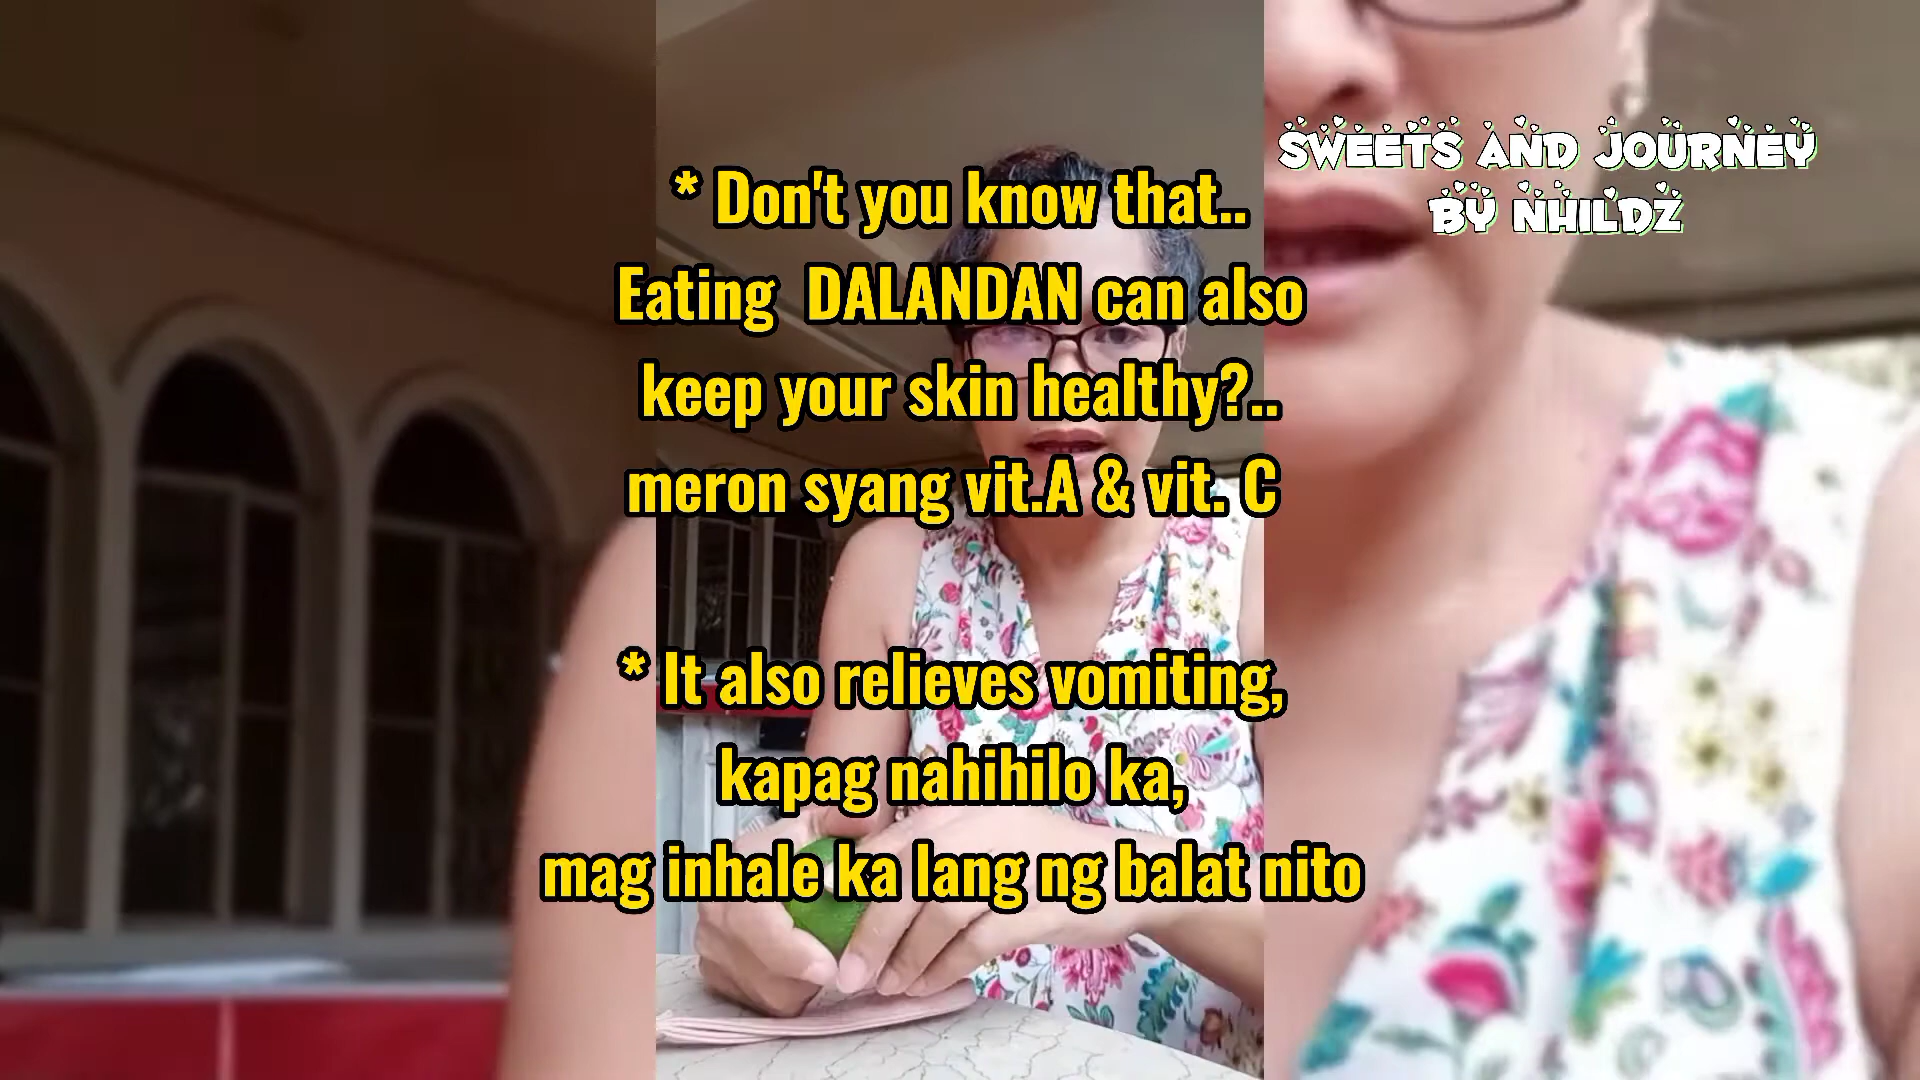 * Don't you know that..
Eating DALANDAN can also
keep your skin healthy?..
meron syang vit.A & vit. C
* It also relieves vomiting,
kapag nahihilo ka,
mag inhale ka lang ng balat nito
SWEETS AND JOURNEY
BY NHILDZ